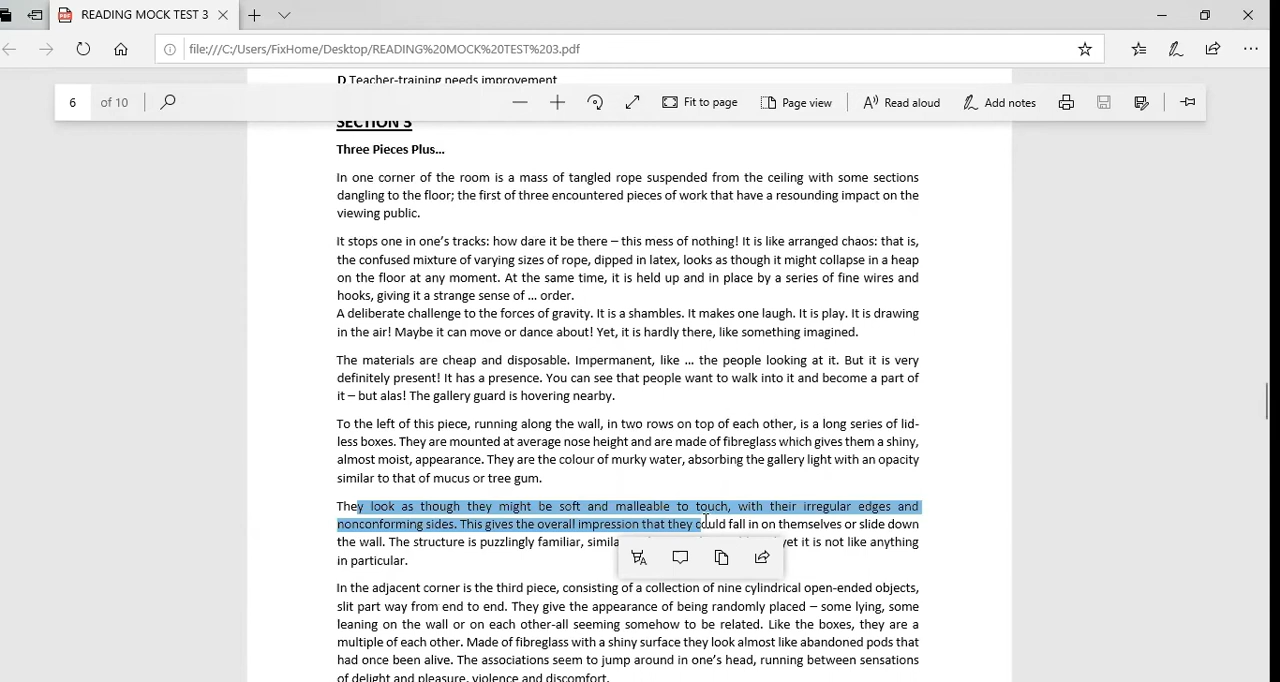 READING MOCK TEST 3
file:///C:/Users/FixHome/Desktop/READING%20MOCK%20TEST%203.pdf
D Teacher-training needs improvement
6 of 10 Fit to page Page view Read aloud Add notes
SECTION 3
Three Pieces Plus…
In one corner of the room is a mass of tangled rope suspended from the ceiling with some sections
dangling to the floor; the first of three encountered pieces of work that have a resounding impact on the
viewing public.
It stops one in one's tracks: how dare it be there – this mess of nothing! It is like arranged chaos: that is,
the confused mixture of varying sizes of rope, dipped in latex, looks as though it might collapse in a heap
on the floor at any moment. At the same time, it is held up and in place by a series of fine wires and
hooks, giving it a strange sense of … order.
A deliberate challenge to the forces of gravity. It is a shambles. It makes one laugh. It is play. It is drawing
in the air! Maybe it can move or dance about! Yet, it is hardly there, like something imagined.
The materials are cheap and disposable. Impermanent, like … the people looking at it. But it is very
definitely present! It has a presence. You can see that people want to walk into it and become a part of
it – but alas! The gallery guard is hovering nearby.
To the left of this piece, running along the wall, in two rows on top of each other, is a long series of lid-
less boxes. They are mounted at average nose height and are made of fibreglass which gives them a shiny,
almost moist, appearance. They are the colour of murky water, absorbing the gallery light with an opacity
similar to that of mucus or tree gum.
They look as though they might be soft and malleable to touch, with their irregular edges and
nonconforming sides. This gives the overall impression that they could fall in on themselves or slide down
the wall. The structure is puzzlingly familiar, yet it is not like anything
in particular.
In the adjacent corner is the third piece, consisting of a collection of nine cylindrical open-ended objects,
slit part way from end to end. They give the appearance of being randomly placed – some lying, some
leaning on the wall or on each other-all seeming somehow to be related. Like the boxes, they are a
multiple of each other. Made of fibreglass with a shiny surface they look almost like abandoned pods that
had once been alive. The associations seem to jump around in one's head, running between sensations
of delight and pleasure, violence and discomfort.